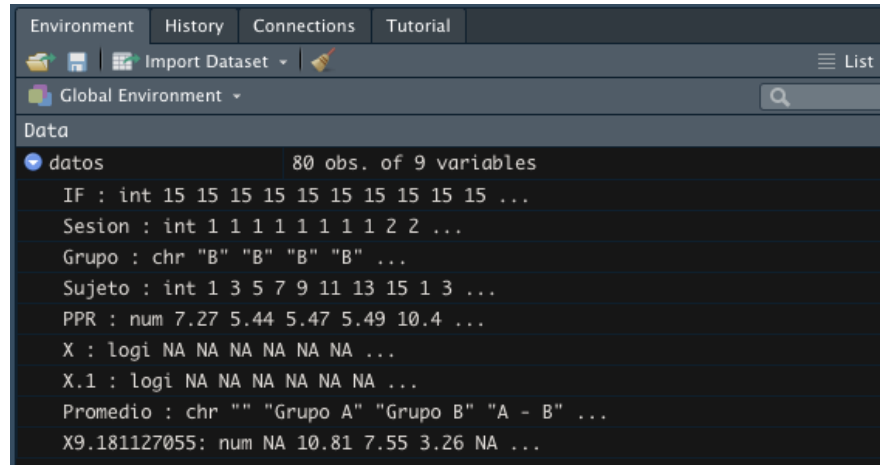 Environment History Connections Tutorial
Import Dataset List
Global Environment
Data
datos 80 obs. of 9 variables
IF : int 15 15 15 15 15 15 15 15 15 15 ...
Sesion : int 1 1 1 1 1 1 1 1 2 2 ...
Grupo : chr "B" "B" "B" "B" ...
Sujeto : int 1 3 5 7 9 11 13 15 1 3 ...
PPR : num 7.27 5.44 5.47 5.49 10.4 ...
X : logi NA NA NA NA NA NA ...
X.1 : logi NA NA NA NA NA NA ...
Promedio : chr "" "Grupo A" "Grupo B" "A - B" ...
X9.181127055: num NA 10.81 7.55 3.26 NA ...